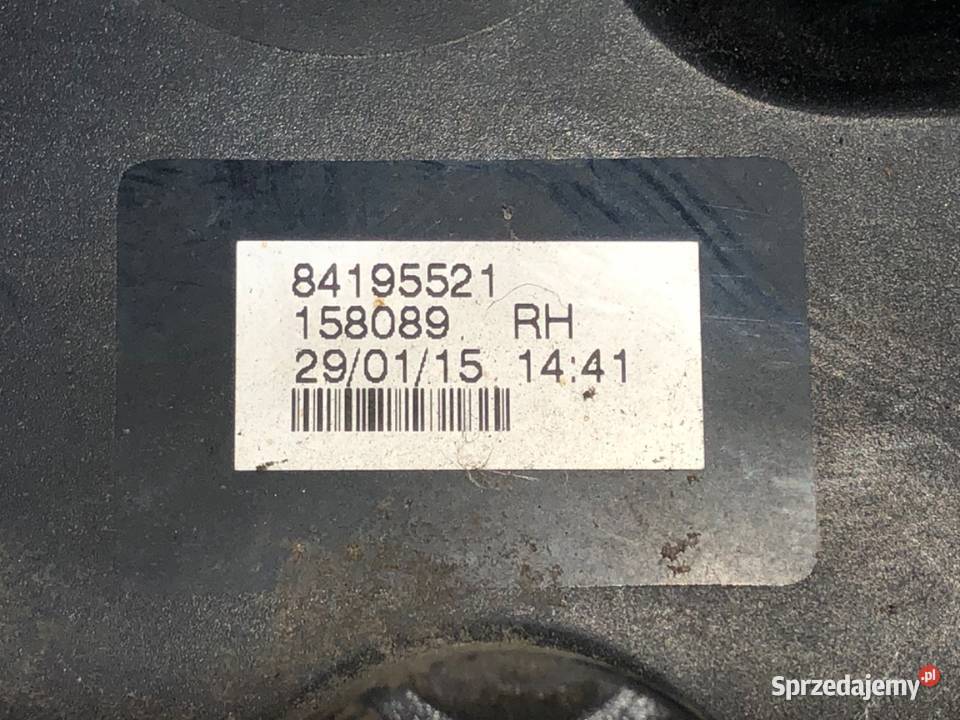 84195521
158089 RH
29/01/15 14:41
Sprzedajemy.pl